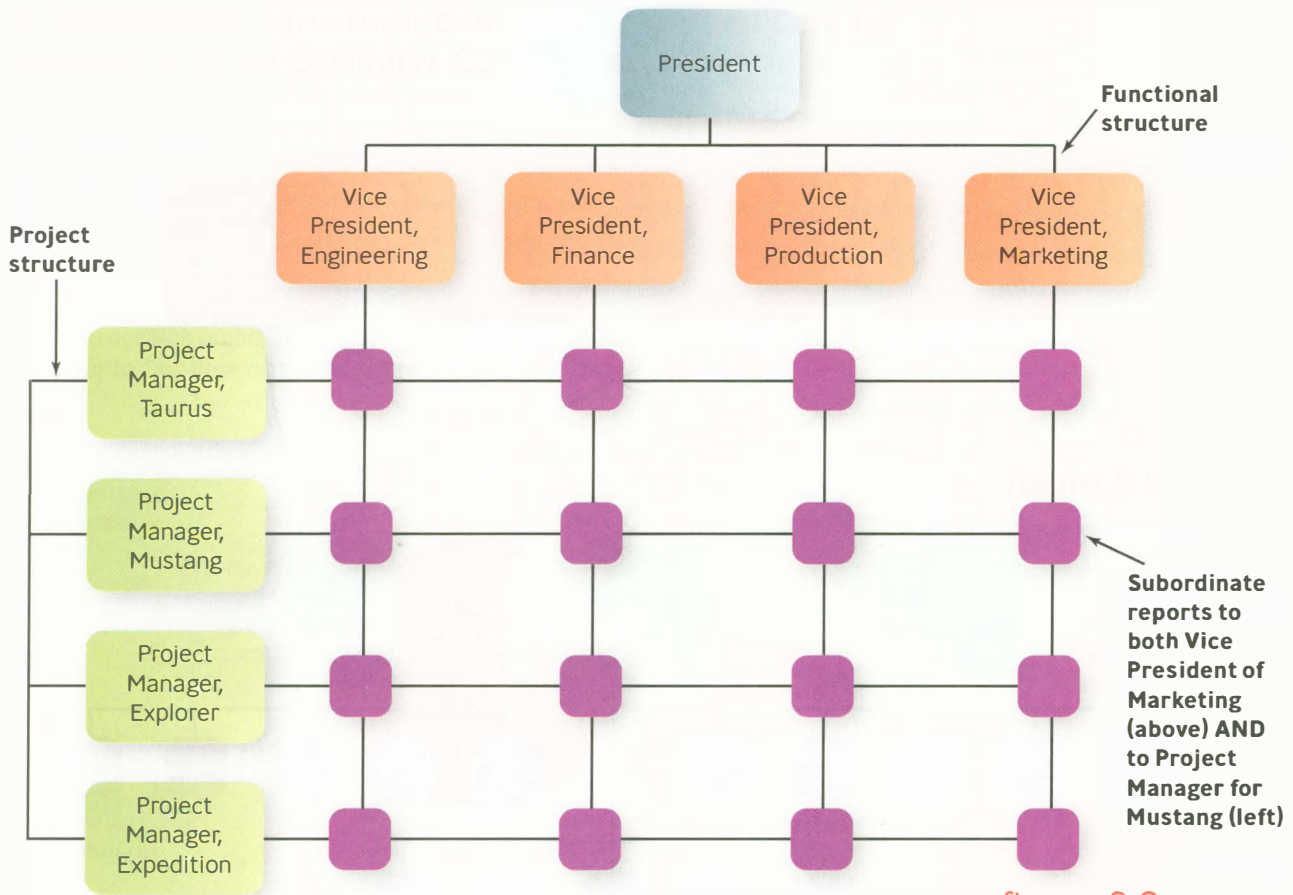 President
Functional
structure
Vice
President,
Engineering
Vice
President,
Finance
Vice
President,
Production
Vice
President,
Marketing
Project
structure
Project
Manager,
Taurus
Project
Manager,
Mustang
Project
Manager,
Explorer
Project
Manager,
Expedition
Subordinate
reports to
both Vice
President of
Marketing
(above) AND
to Project
Manager for
Mustang (left)